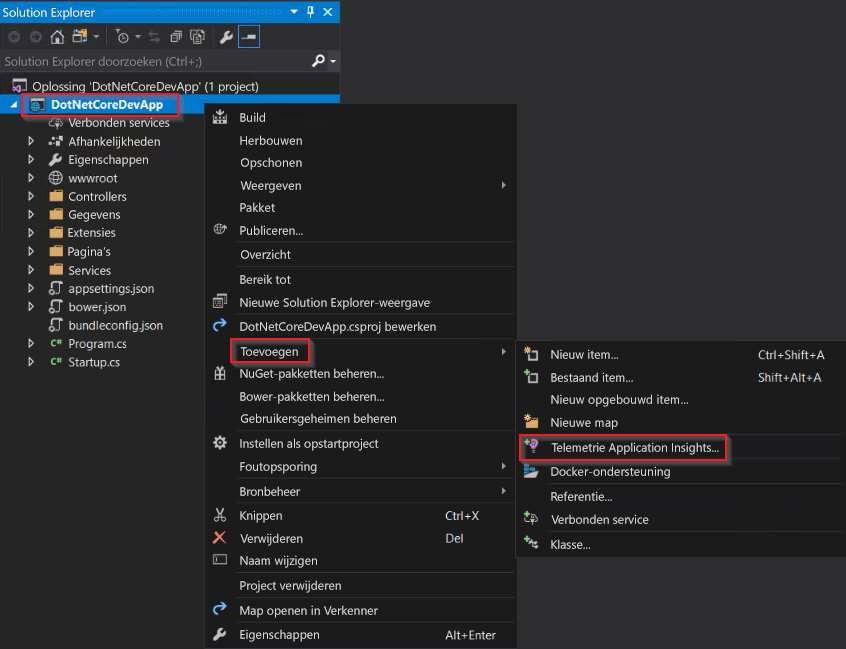 Solution Explorer
Solution Explorer doorzoeken (Ctrl+;)
Oplossing 'DotNetCoreDevApp' (1 project)
DotNetCoreDevApp
Verbonden services
Afhankelijkheden
Eigenschappen
wwwroot
Controllers
Gegevens
Extensies
Pagina's
Services
appsettings.json
bower.json
bundleconfig.json
C# Program.cs
C# Startup.cs
Build
Herbouwen
Opschonen
Weergeven
Pakket
Publiceren...
Overzicht
Bereik tot
Nieuwe Solution Explorer-weergave
DotNetCoreDevApp.csproj bewerken
Toevoegen
NuGet-pakketten beheren...
Bower-pakketten beheren...
Gebruikersgeheimen beheren
Instellen als opstartproject
Foutopsporing
Bronbeheer
Knippen Ctrl+X
Verwijderen Del
Naam wijzigen
Project verwijderen
Map openen in Verkenner
Eigenschappen Alt+Enter
Nieuw item... Ctrl+Shift+A
Bestaand item... Shift+Alt+A
Nieuw opgebouwd item...
Nieuwe map
Telemetrie Application Insights...
Docker-ondersteuning
Referentie...
Verbonden service
Klasse...